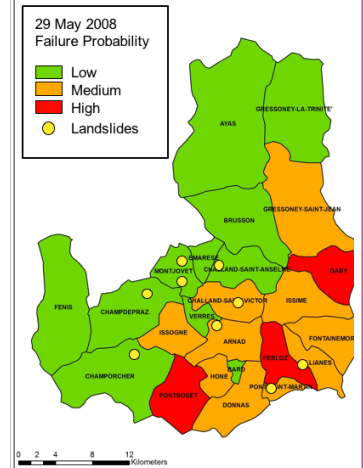 29 May 2008
Failure Probability
Low
Medium
High
Landslides
GRESSONEY-LA-TRINITE'
AYAS
GRESSONEY-SAINT-JEAN
BRUSSON
EMARESE
CHALLAND-SAINT-ANSELME
GABY
MONTJOVET
CHALLAND-SAINT-VICTOR
ISSIME
FENIS
CHAMPDEPRAZ
VERRES
ISSOGNE
ARNAD
FONTAINEMOR
PERLOZ
LIANES
CHAMPORCHER
HONE
BARD
PONTBOSET
PONT-SAINT-MARTIN
DONNAS
0 2 4 8 12
Kilometers